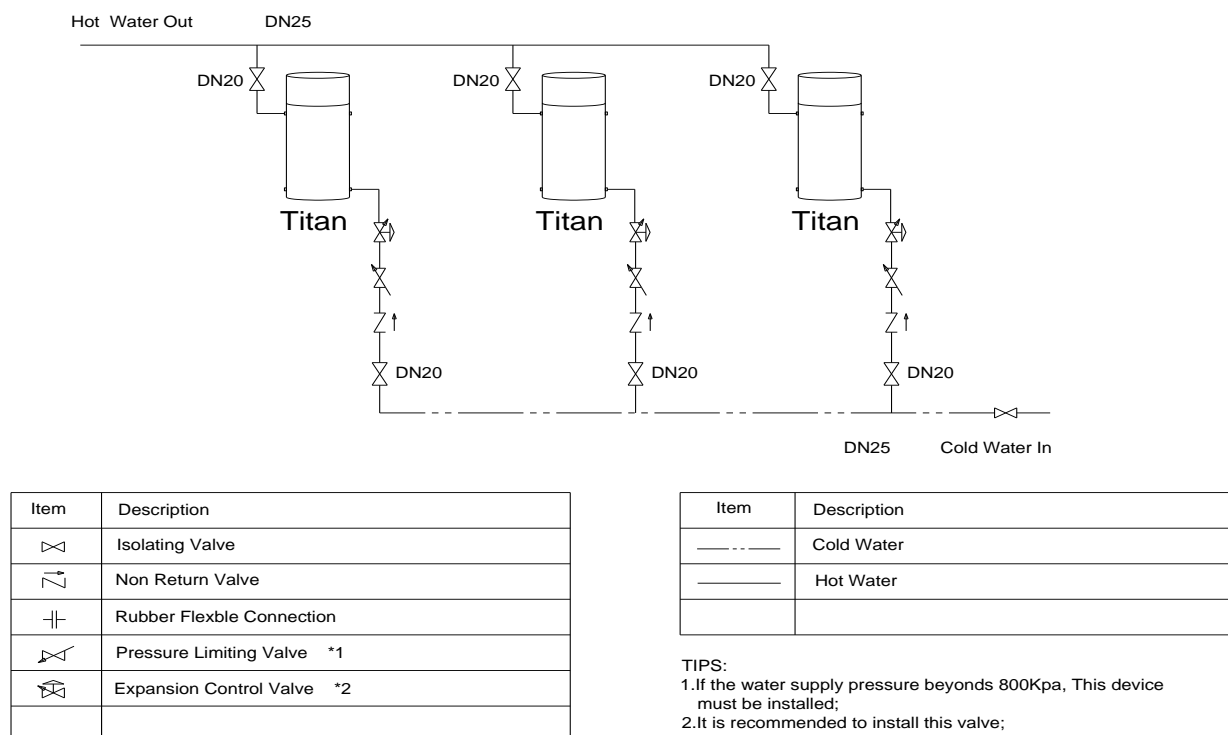 Hot Water Out DN25
DN20 DN20 DN20
Titan Titan Titan
DN20 DN20 DN20
DN25 Cold Water In
Item Description
Isolating Valve
Non Return Valve
Rubber Flexble Connection
Pressure Limiting Valve *1
Expansion Control Valve *2
Item Description
Cold Water
Hot Water
TIPS:
1.If the water supply pressure beyonds 800Kpa, This device
must be installed;
2.It is recommended to install this valve;